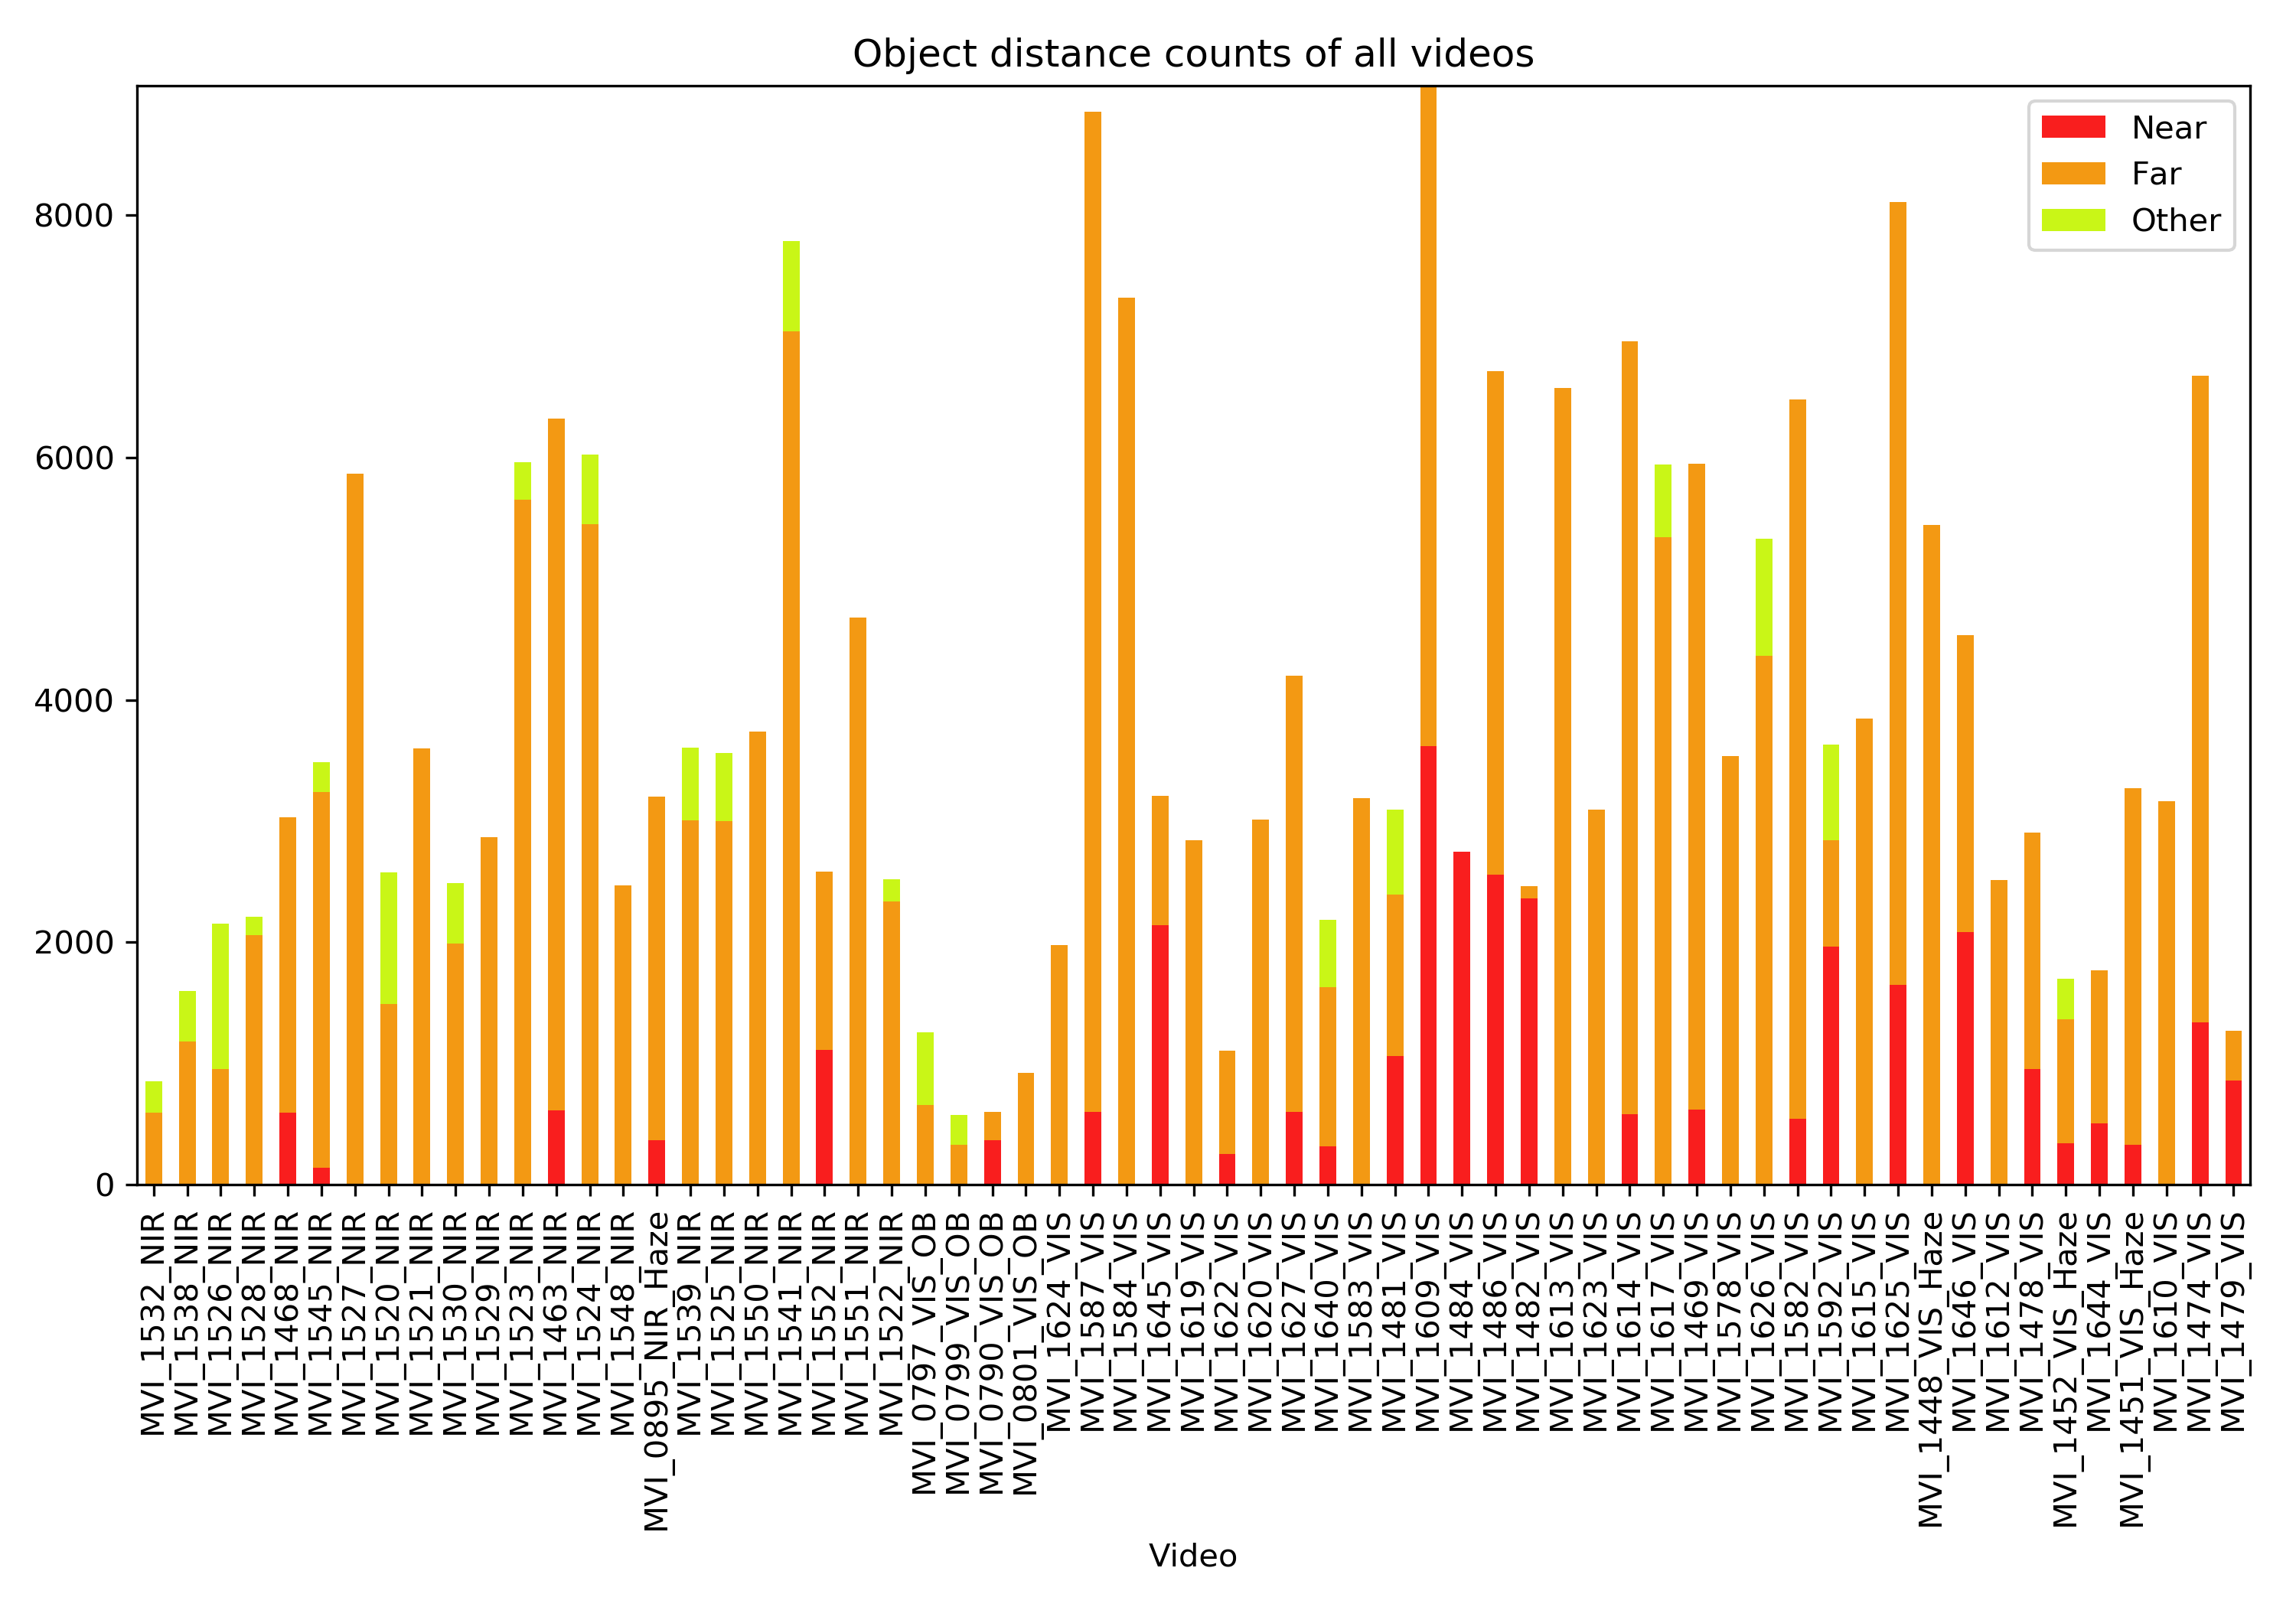 Object distance counts of all videos
Near
Far
Other
8000
6000
4000
2000
0
MVI_1532_NIR
MVI_1538_NIR
MVI_1526_NIR
MVI_1528_NIR
MVI_1468_NIR
MVI_1545_NIR
MVI_1527_NIR
MVI_1520_NIR
MVI_1521_NIR
MVI_1530_NIR
MVI_1529_NIR
MVI_1523_NIR
MVI_1463_NIR
MVI_1524_NIR
MVI_1548_NIR
MVI_0895_NIR_Haze
MVI_1539_NIR
MVI_1525_NIR
MVI_1550_NIR
MVI_1541_NIR
MVI_1552_NIR
MVI_1551_NIR
MVI_1522_NIR
MVI_0797_VIS_OB
MVI_0799_VIS_OB
MVI_0790_VIS_OB
MVI_0801_VIS_OB
MVI_1624_VIS
MVI_1587_VIS
MVI_1584_VIS
MVI_1645_VIS
MVI_1619_VIS
MVI_1622_VIS
MVI_1620_VIS
MVI_1627_VIS
MVI_1640_VIS
MVI_1583_VIS
MVI_1481_VIS
MVI_1609_VIS
MVI_1484_VIS
MVI_1486_VIS
MVI_1482_VIS
MVI_1613_VIS
MVI_1623_VIS
MVI_1614_VIS
MVI_1617_VIS
MVI_1469_VIS
MVI_1578_VIS
MVI_1626_VIS
MVI_1582_VIS
MVI_1592_VIS
MVI_1615_VIS
MVI_1625_VIS
MVI_1448_VIS_Haze
MVI_1646_VIS
MVI_1612_VIS
MVI_1478_VIS
MVI_1452_VIS_Haze
MVI_1644_VIS
MVI_1451_VIS_Haze
MVI_1610_VIS
MVI_1474_VIS
MVI_1479_VIS
Video